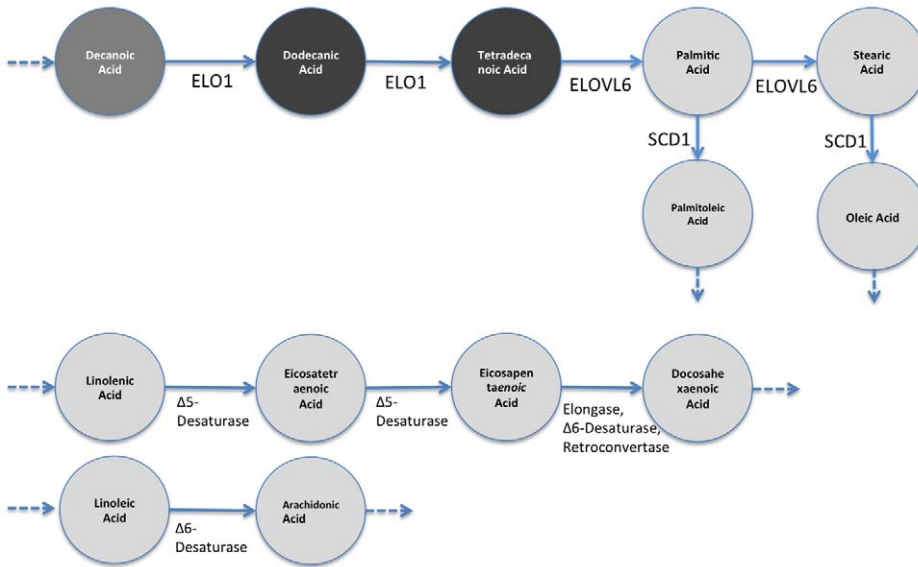 Decanoic
Acid
ELO1
Dodecanic
Acid
ELO1
Tetradeca
noic Acid
ELOVL6
Palmitic
Acid
ELOVL6
Stearic
Acid
SCD1
SCD1
Palmitoleic
Acid
Oleic Acid
Linolenic
Acid
Δ5-
Desaturase
Eicosatetr
aenoic Acid
Δ5-
Desaturase
Eicosapen
taenoic
Acid
Elongase,
Δ6-Desaturase,
Retroconvertase
Docosahe
xaenoic
Acid
Linoleic
Acid
Δ6-
Desaturase
Arachidonic
Acid